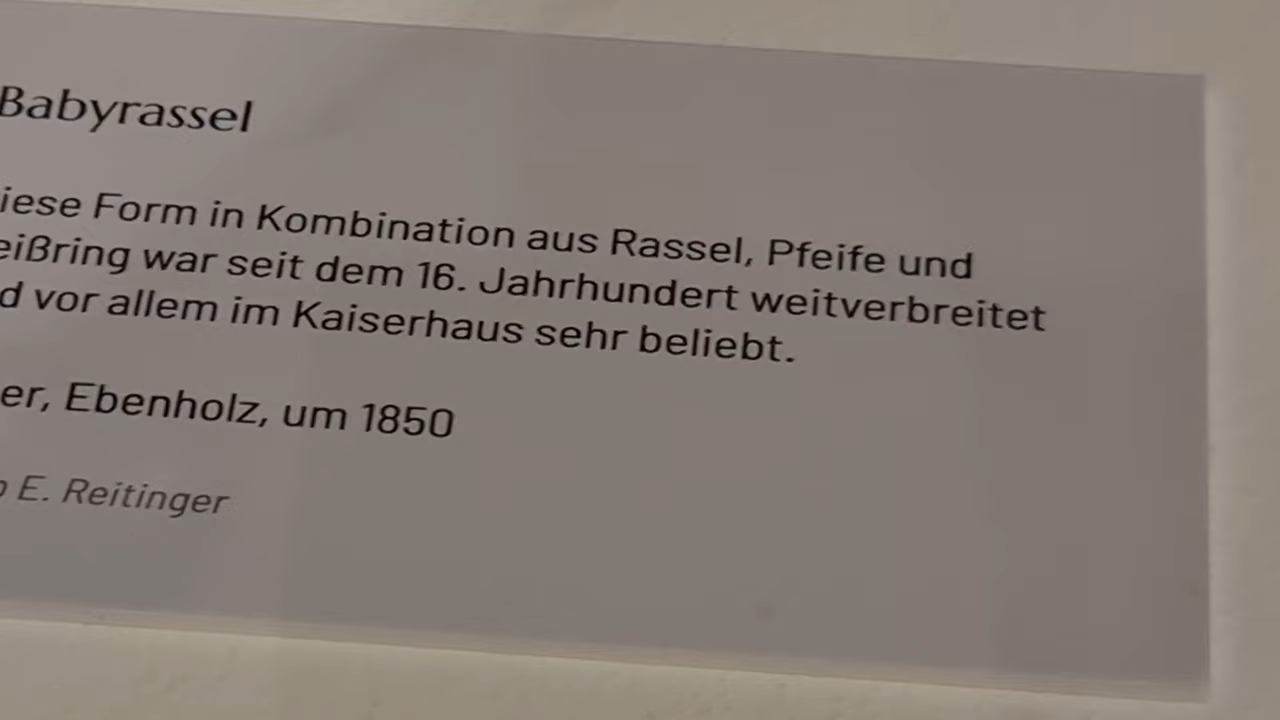 Babyrassel
iese Form in Kombination aus Rassel, Pfeife und
eißring war seit dem 16. Jahrhundert weitverbreitet
d vor allem im Kaiserhaus sehr beliebt.
er, Ebenholz, um 1850
E. Reitinger